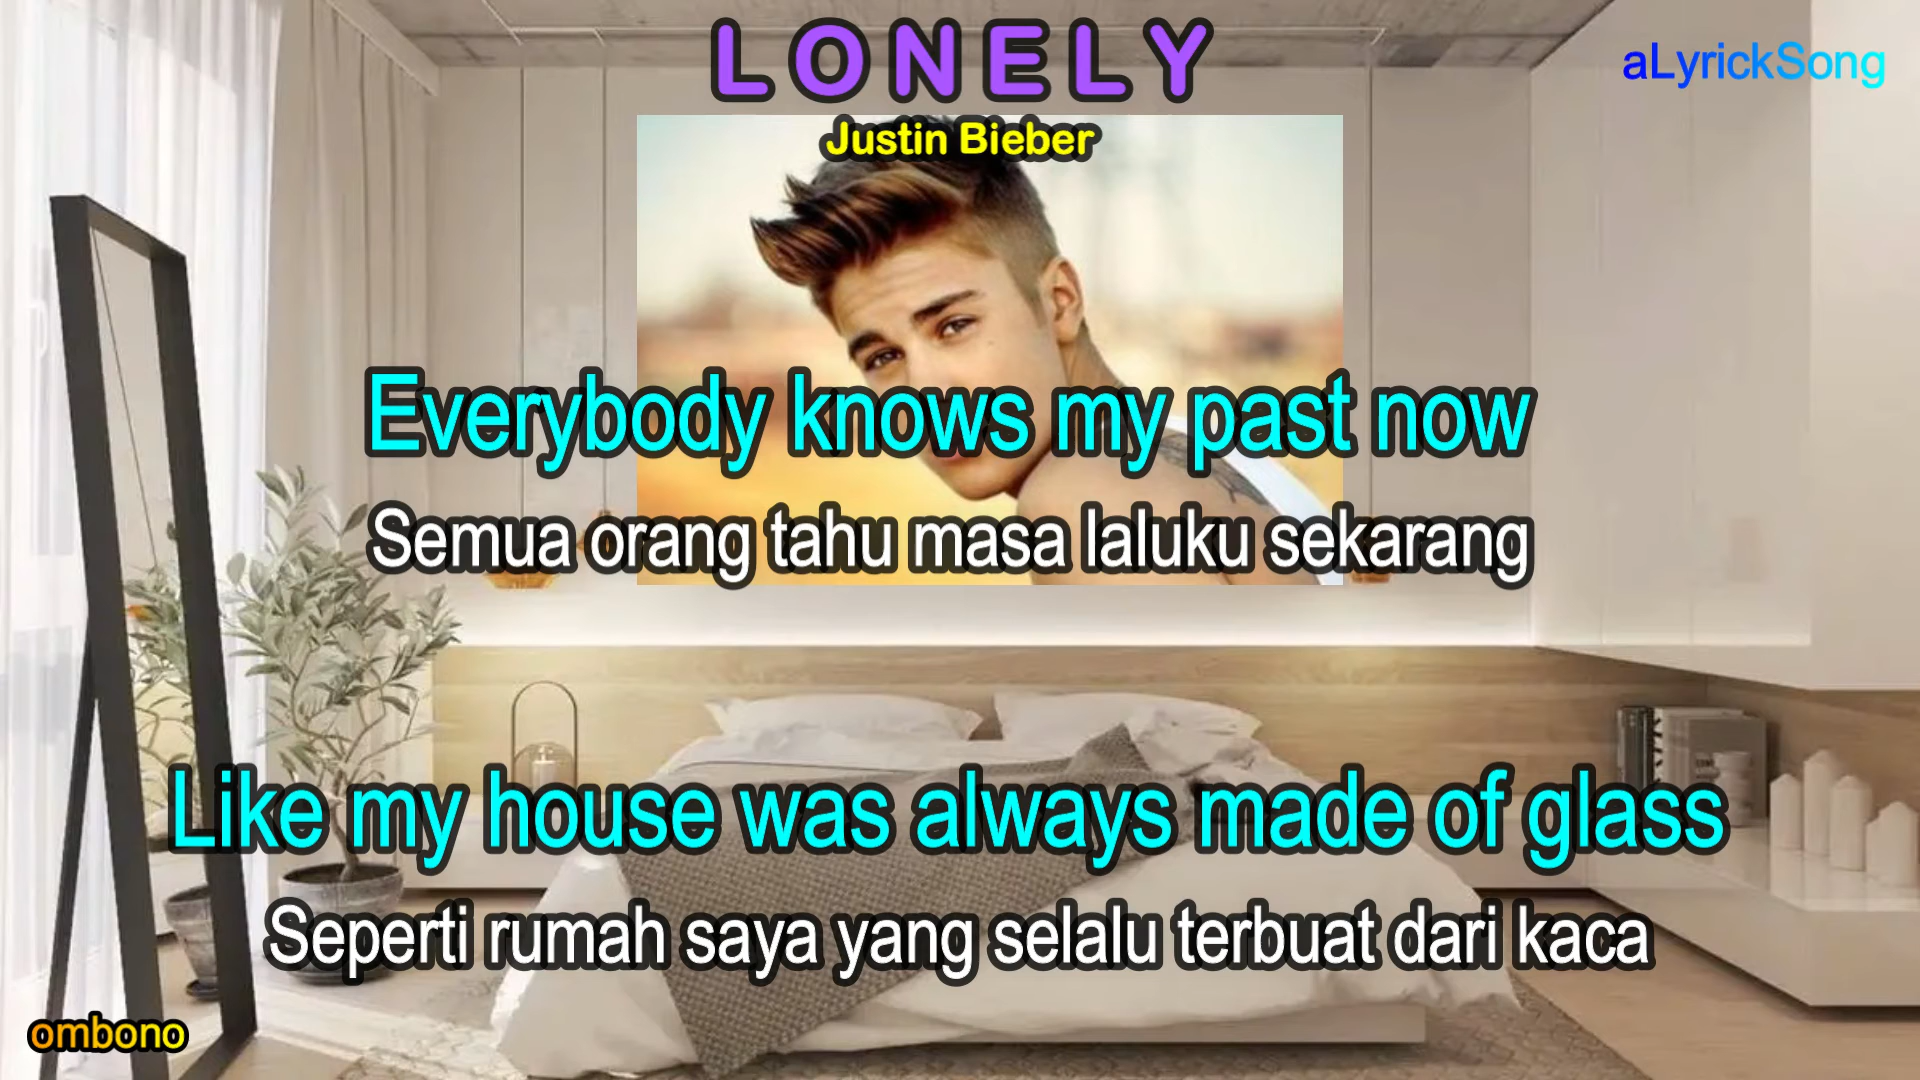 LONELY
aLyrickSong
Justin Bieber
Everybody knows my past now
Semua orang tahu masa laluku sekarang
Like my house was always made of glass
Seperti rumah saya yang selalu terbuat dari kaca
ombono